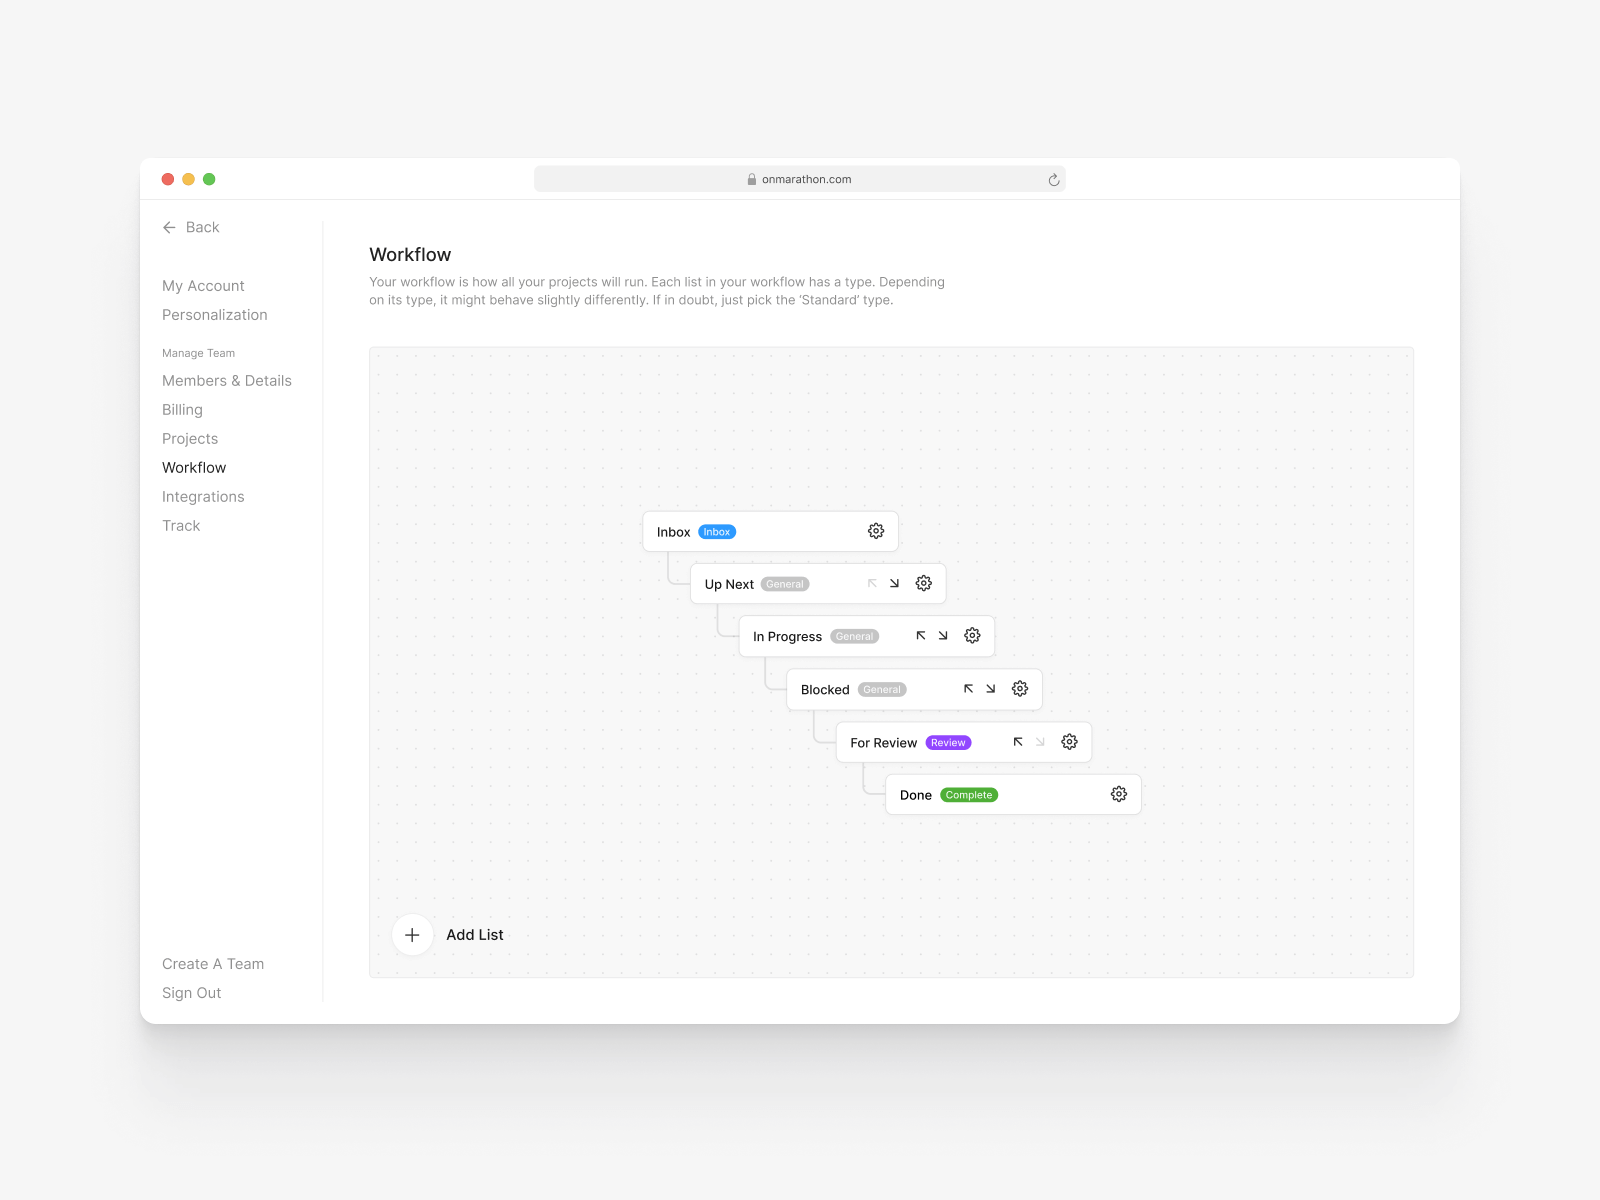 onmarathon.com
Back
My Account
Personalization
Manage Team
Members & Details
Billing
Projects
Workflow
Integrations
Track
Create A Team
Sign Out
Workflow
Your workflow is how all your projects will run. Each list in your workflow has a type. Depending
on its type, it might behave slightly differently. If in doubt, just pick the ‘Standard’ type.
Inbox Inbox
Up Next General
In Progress General
Blocked General
For Review Review
Done Complete
Add List